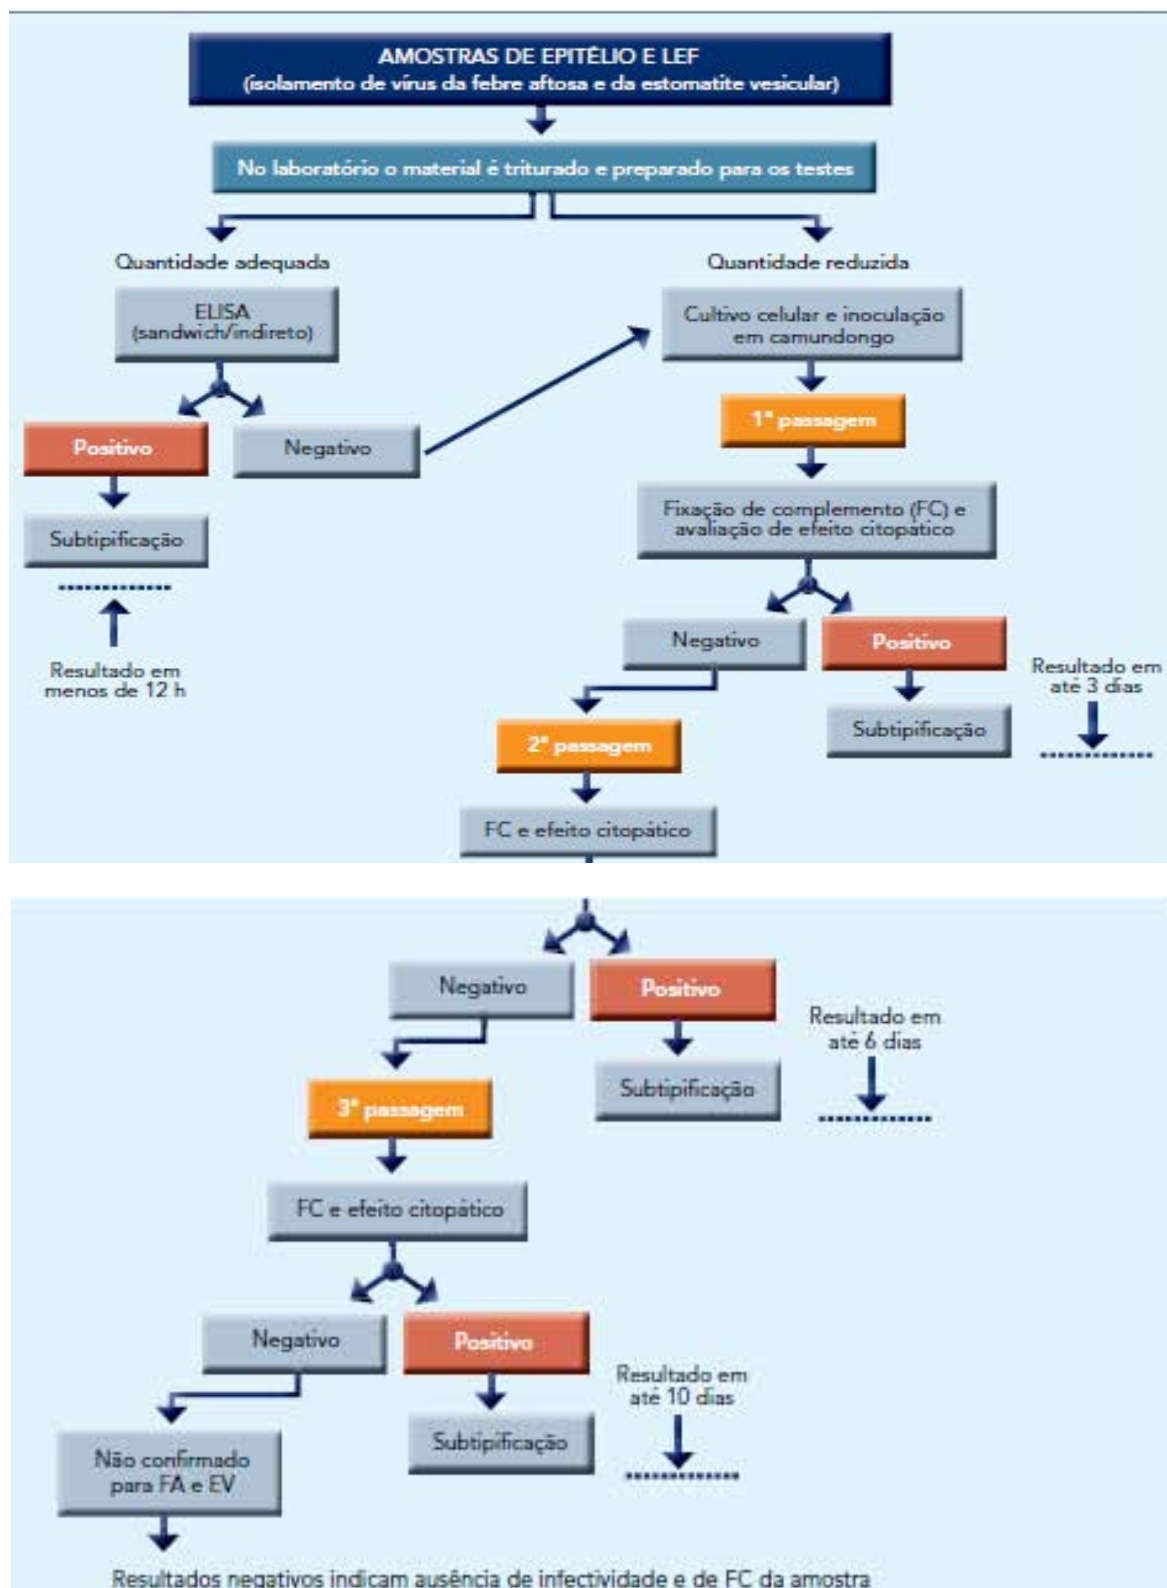 AMOSTRAS DE EPITÉLIO E LEF
(isolamento de vírus da febre aftosa e da estomatite vesicular)
No laboratório o material é triturado e preparado para os testes
Quantidade adequada
Quantidade reduzida
ELISA
(sandwich/indireto)
Cultivo celular e inoculação
em camundongo
1ª passagem
Positivo
Negativo
Fixação de complemento (FC) e
avaliação de efeito citopático
Subtipificação
Resultado em
menos de 12 h
Negativo
Positivo
Resultado em
até 3 dias
Subtipificação
2ª passagem
FC e efeito citopático
Negativo
Positivo
Resultado em
até 6 dias
Subtipificação
3ª passagem
FC e efeito citopático
Negativo
Positivo
Resultado em
até 10 dias
Subtipificação
Não confirmado
para FA e EV
Resultados negativos indicam ausência de infectividade e de FC da amostra